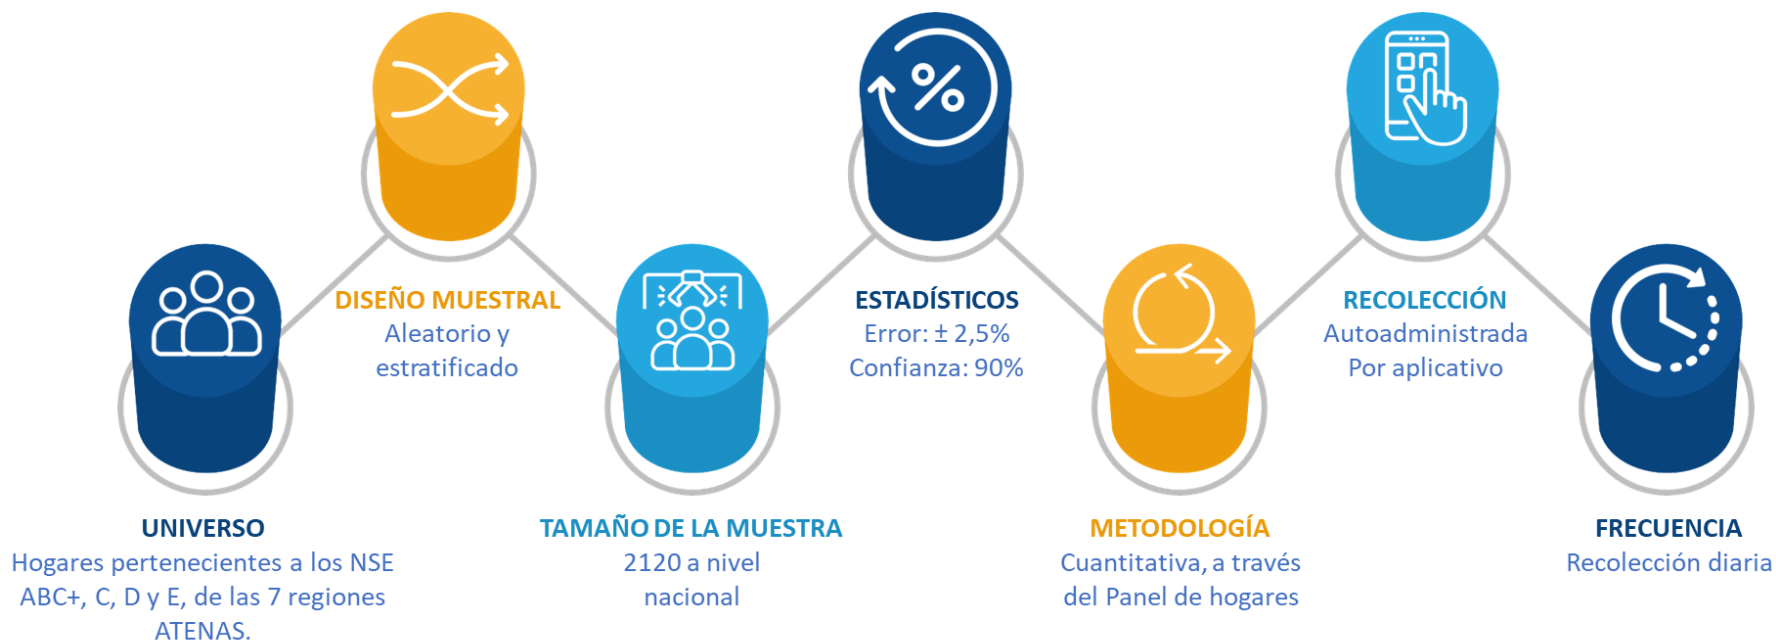 UNIVERSO
Hogares pertenecientes a los NSE
ABC+, C, D y E, de las 7 regiones
ATENAS.
DISEÑO MUESTRAL
Aleatorio y
estratificado
TAMAÑO DE LA MUESTRA
2120 a nivel
nacional
%
ESTADÍSTICOS
Error: ± 2,5%
Confianza: 90%
METODOLOGÍA
Cuantitativa, a través
del Panel de hogares
RECOLECCIÓN
Autoadministrada
Por aplicativo
FRECUENCIA
Recolección diaria